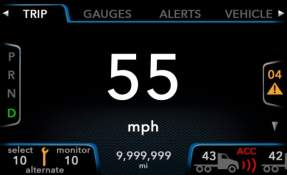 TRIP GAUGES ALERTS VEHICLE
P
R
N
D
55
mph
04
select monitor
10 10
alternate
9,999,999
mi
43 ACC 42